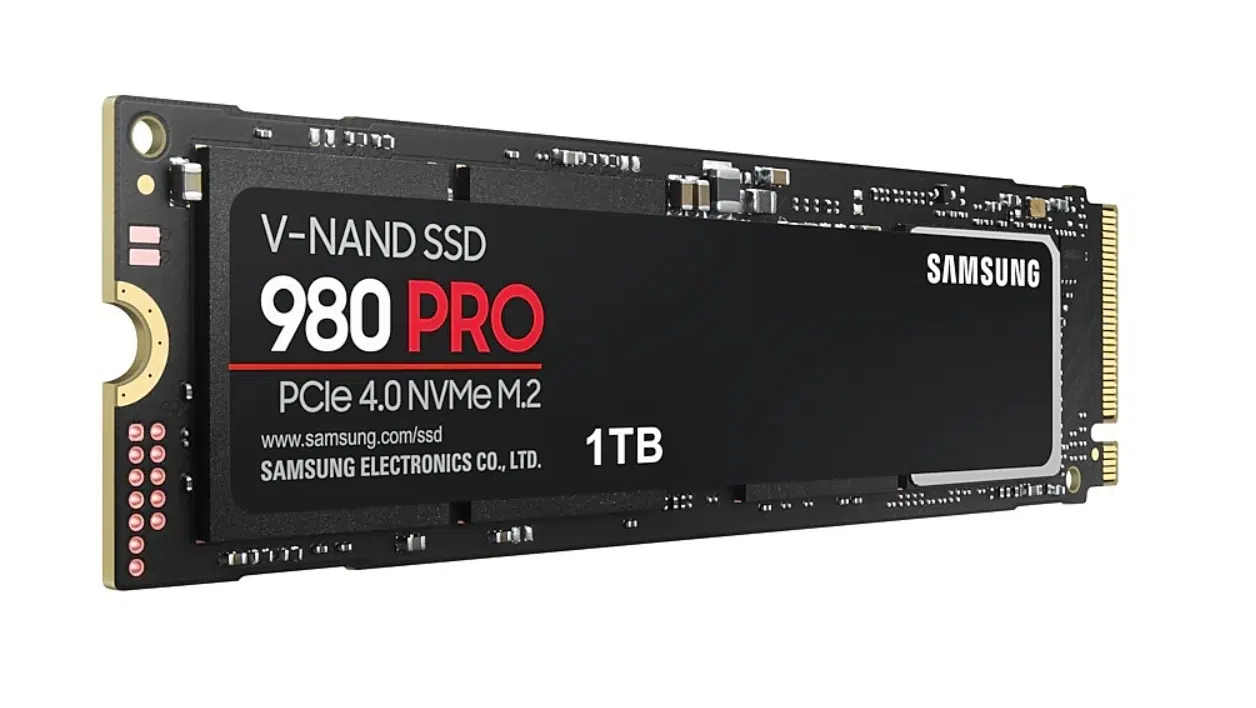 V-NAND SSD
980 PRO
PCIe 4.0 NVMe M.2
www.samsung.com/ssd
SAMSUNG ELECTRONICS CO., LTD.
1TB
SAMSUNG